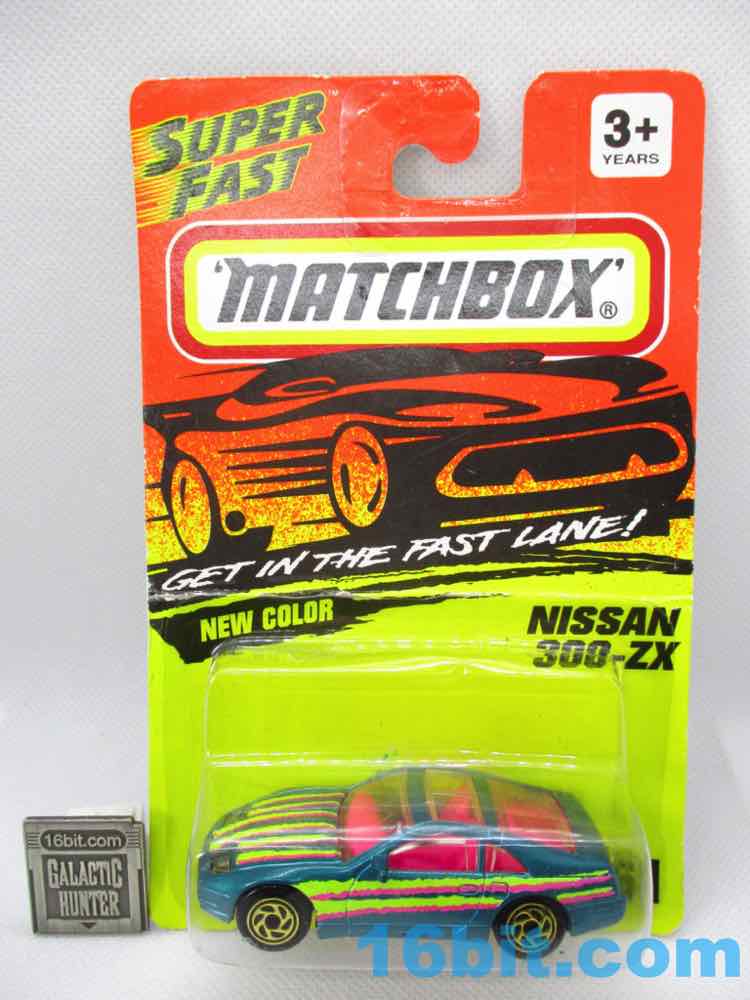 SUPER
FAST
™
3+
YEARS
'MATCHBOX'
®
GET IN THE FAST LANE!
NEW COLOR
NISSAN
300-ZX
16bit.com
GALACTIC
HUNTER
16bit.com